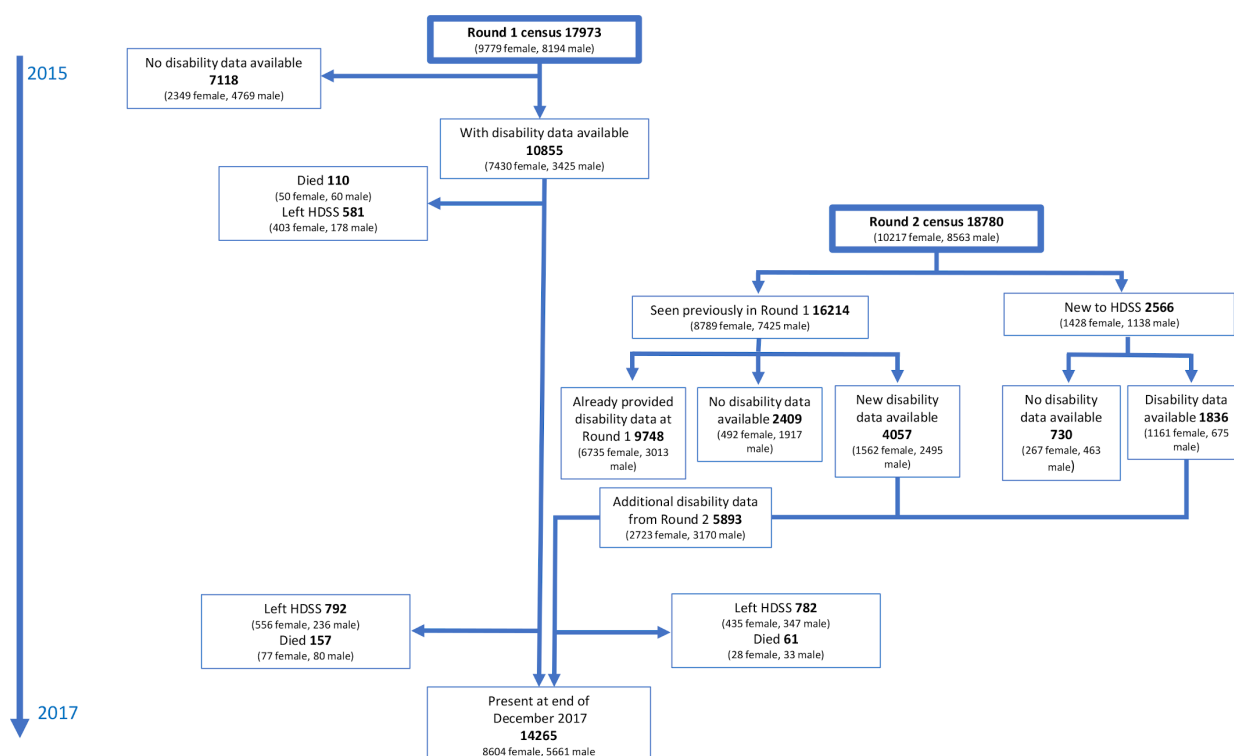 Round 1 census 17973
(9779 female, 8194 male)
2015
No disability data available
7118
(2349 female, 4769 male)
With disability data available
10855
(7430 female, 3425 male)
Died 110
(50 female, 60 male)
Left HDSS 581
(403 female, 178 male)
Round 2 census 18780
(10217 female, 8563 male)
Seen previously in Round 1 16214
(8789 female, 7425 male)
New to HDSS 2566
(1428 female, 1138 male)
Already provided
disability data at
Round 1 9748
(6735 female, 3013
male)
No disability data
available 2409
(492 female, 1917
male)
New disability
data available
4057
(1562 female, 2495
male)
No disability
data available
730
(267 female, 463
male)
Disability data
available 1836
(1161 female, 675
male)
Additional disability data
from Round 2 5893
(2723 female, 3170 male)
Left HDSS 792
(556 female, 236 male)
Died 157
(77 female, 80 male)
Left HDSS 782
(435 female, 347 male)
Died 61
(28 female, 33 male)
2017
Present at end of
December 2017
14265
8604 female, 5661 male